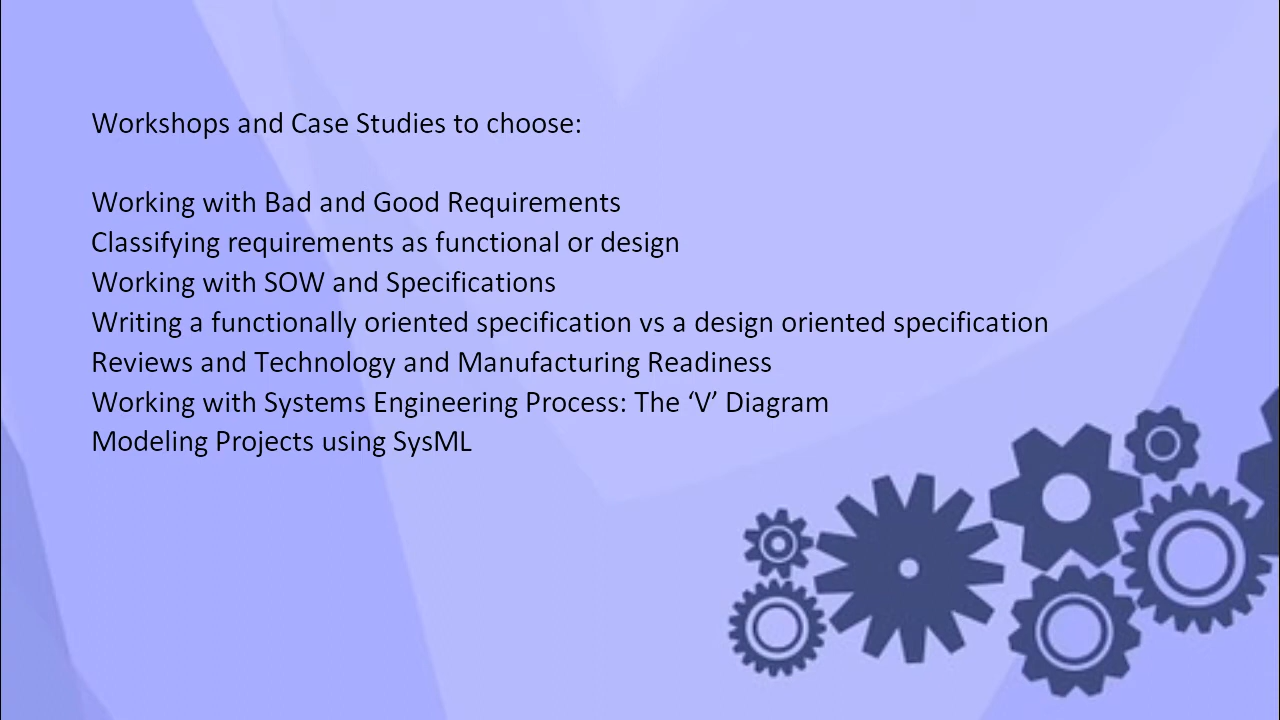 Workshops and Case Studies to choose:
Working with Bad and Good Requirements
Classifying requirements as functional or design
Working with SOW and Specifications
Writing a functionally oriented specification vs a design oriented specification
Reviews and Technology and Manufacturing Readiness
Working with Systems Engineering Process: The ‘V’ Diagram
Modeling Projects using SysML